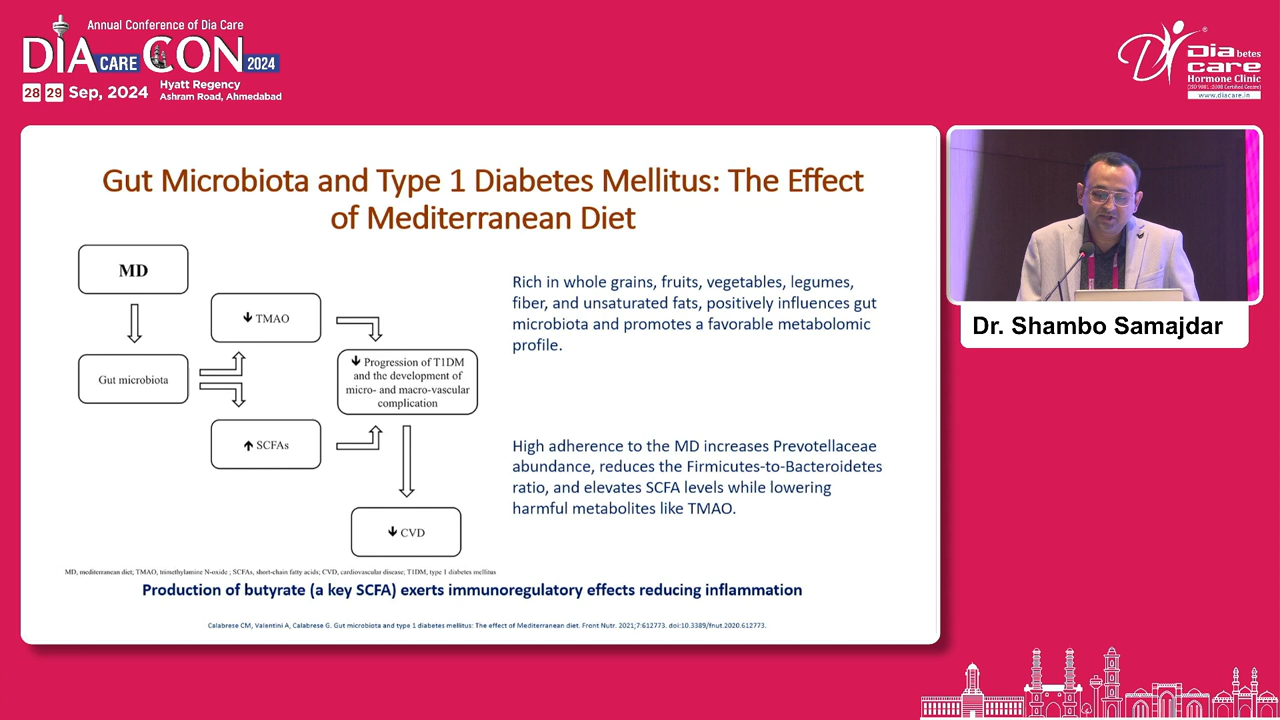 Annual Conference of Dia Care
DIA CARE CON 2024
28 29 Sep, 2024
Hyatt Regency
Ashram Road, Ahmedabad
Diabetes
care
Hormone Clinic
(ISO 9001 :2008 Certified Centre)
www.diacare.in
Gut Microbiota and Type 1 Diabetes Mellitus: The Effect
of Mediterranean Diet
MD
↓ TMAO
Gut microbiota
↓ Progression of T1DM
and the development of
micro- and macro-vascular
complication
↑ SCFAs
↓ CVD
Rich in whole grains, fruits, vegetables, legumes,
fiber, and unsaturated fats, positively influences gut
microbiota and promotes a favorable metabolomic
profile.
High adherence to the MD increases Prevotellaceae
abundance, reduces the Firmicutes-to-Bacteroidetes
ratio, and elevates SCFA levels while lowering
harmful metabolites like TMAO.
MD, mediterranean diet; TMAO, trimethylamine N-oxide ; SCFAs, short-chain fatty acids; CVD, cardiovascular disease; T1DM, type 1 diabetes mellitus
Production of butyrate (a key SCFA) exerts immunoregulatory effects reducing inflammation
Calabrese CM, Valentini A, Calabrese G. Gut microbiota and type 1 diabetes mellitus: The effect of Mediterranean diet. Front Nutr. 2021;7:612773. doi:10.3389/fnut.2020.612773.
Dr. Shambo Samajdar